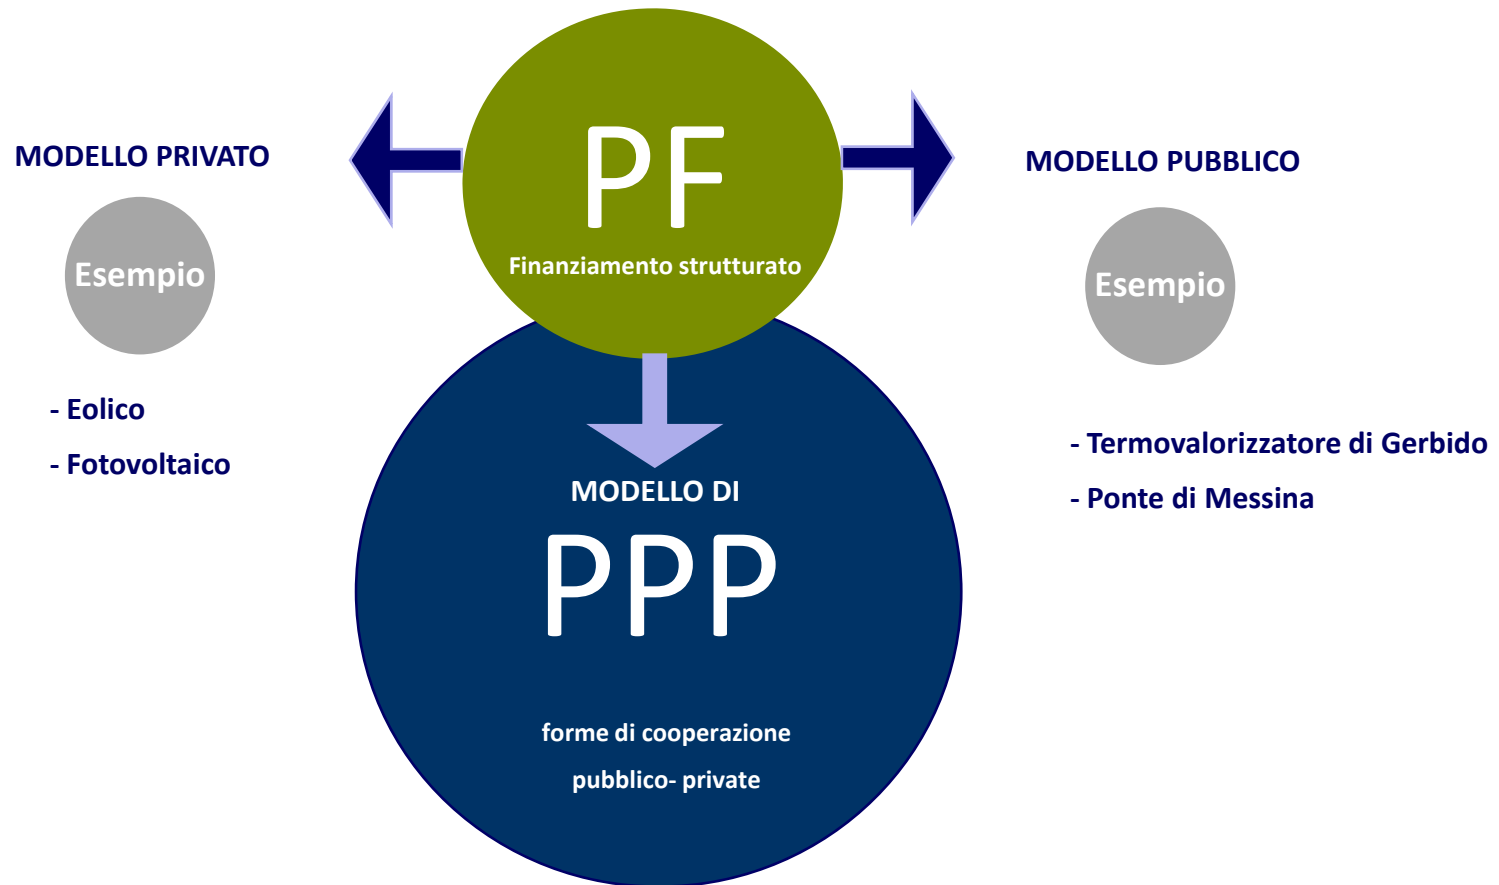 PF
Finanziamento strutturato
MODELLO PRIVATO
Esempio
- Eolico
- Fotovoltaico
MODELLO PUBBLICO
Esempio
- Termovalorizzatore di Gerbido
- Ponte di Messina
MODELLO DI
PPP
forme di cooperazione
pubblico- private